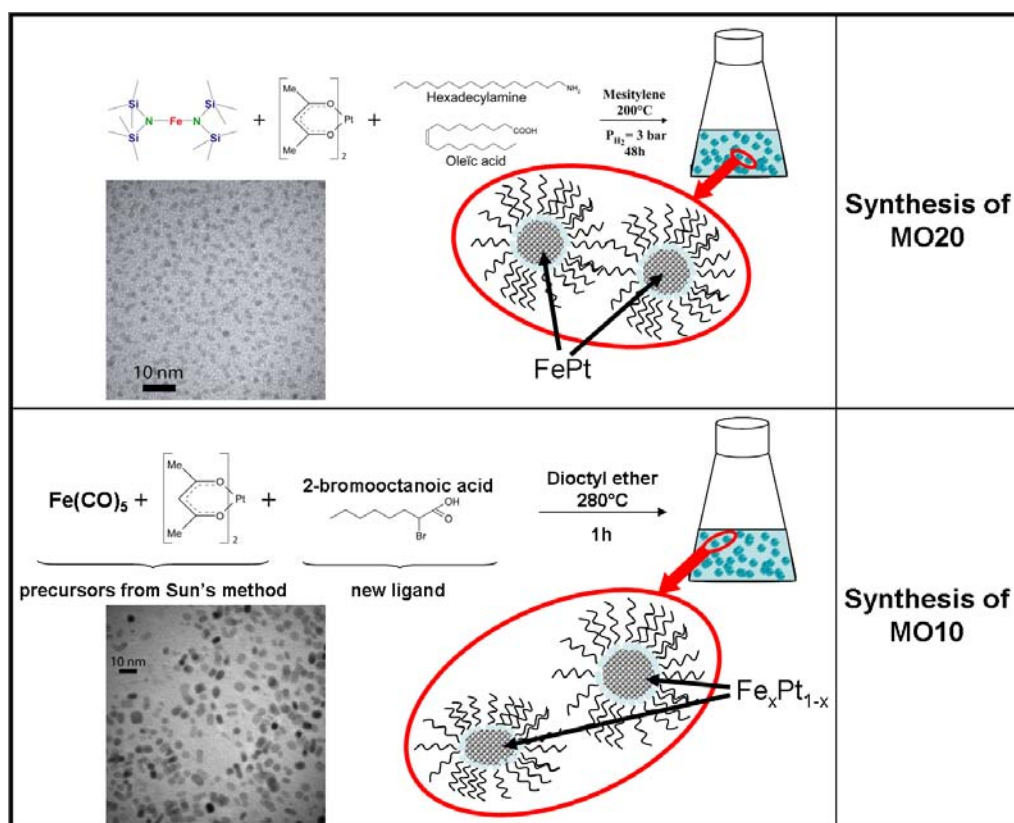 Si
Si
N
Fe
N
Si
Si
+
Me
O
Pt
O
Me
2
+
NH₂
Hexadecylamine
COOH
Oleïc acid
Mesitylene
200°C
P_H₂ = 3 bar
48h
10 nm
FePt
Synthesis of
MO20
Fe(CO)₅ +
Me
O
Pt
O
Me
2
+
2-bromooctanoic acid
OH
O
Br
Dioctyl ether
280°C
1h
precursors from Sun's method
new ligand
10 nm
FeₓPt₁₋ₓ
Synthesis of
MO10